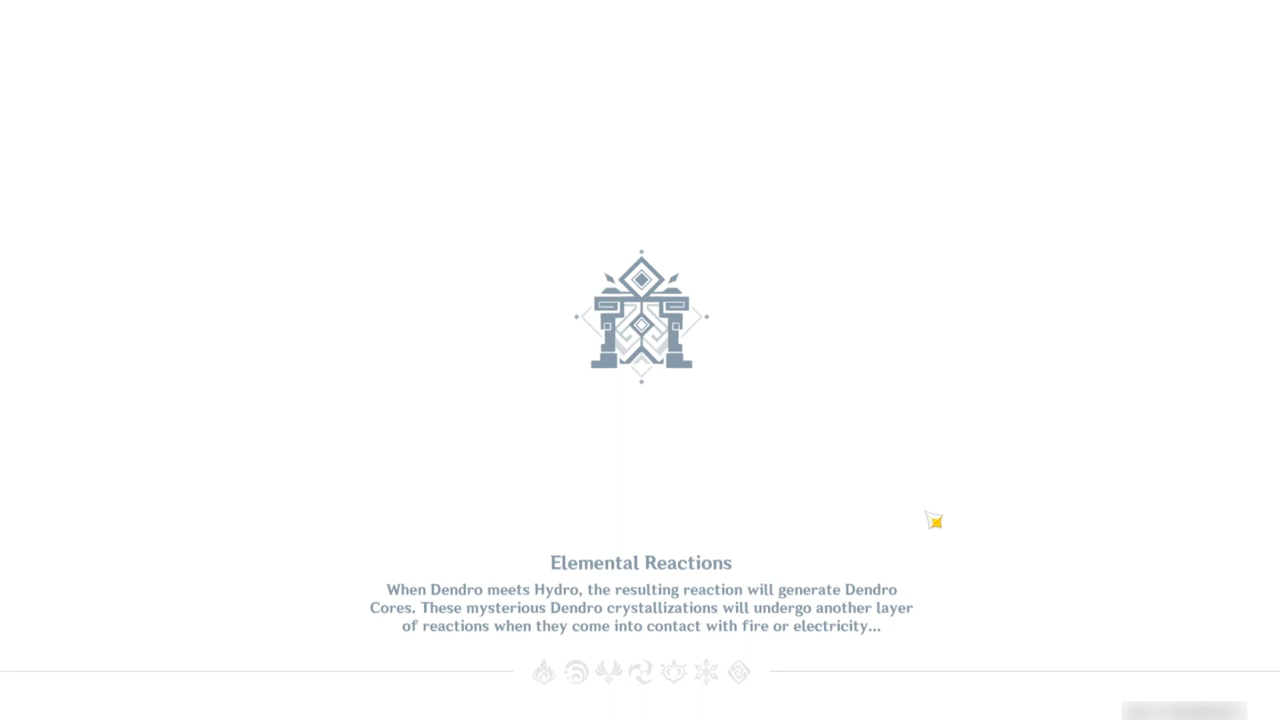 Elemental Reactions
When Dendro meets Hydro, the resulting reaction will generate Dendro
Cores. These mysterious Dendro crystallizations will undergo another layer
of reactions when they come into contact with fire or electricity...